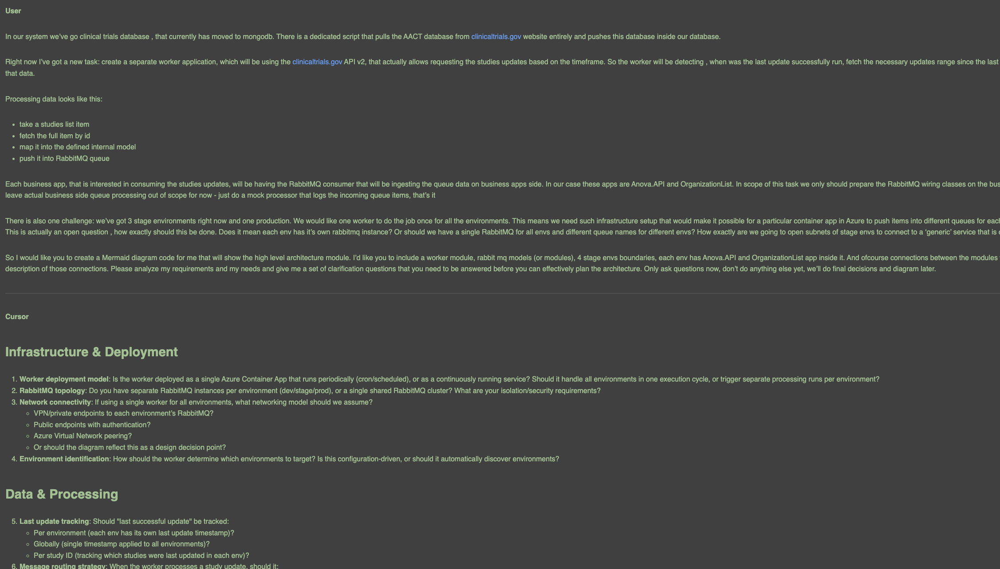 User
In our system we’ve go clinical trials database , that currently has moved to mongodb. There is a dedicated script that pulls the AACT database from clinicaltrials.gov website entirely and pushes this database inside our database.
Right now I’ve got a new task: create a separate worker application, which will be using the clinicaltrials.gov API v2, that actually allows requesting the studies updates based on the timeframe. So the worker will be detecting , when was the last update successfully run, fetch the necessary updates range since the last
that data.
Processing data looks like this:
• take a studies list item
• fetch the full item by id
• map it into the defined internal model
• push it into RabbitMQ queue
Each business app, that is interested in consuming the studies updates, will be having the RabbitMQ consumer that will be ingesting the queue data on business apps side. In our case these apps are Anova.API and OrganizationList. In scope of this task we only should prepare the RabbitMQ wiring classes on the bus
leave actual business side queue processing out of scope for now - just do a mock processor that logs the incoming queue items, that’s it
There is also one challenge: we’ve got 3 stage environments right now and one production. We would like one worker to do the job once for all the environments. This means we need such infrastructure setup that would make it possible for a particular container app in Azure to push items into different queues for each
This is actually an open question , how exactly should this be done. Does it mean each env has it’s own rabbitmq instance? Or should we have a single RabbitMQ for all envs and different queue names for different envs? How exactly are we going to open subnets of stage envs to connect to a ‘generic’ service that is
So I would like you to create a Mermaid diagram code for me that will show the high level architecture module. I’d like you to include a worker module, rabbit mq models (or modules), 4 stage envs boundaries, each env has Anova.API and OrganizationList app inside it. And ofcourse connections between the modules
description of those connections. Please analyze my requirements and my needs and give me a set of clarification questions that you need to be answered before you can effectively plan the architecture. Only ask questions now, don’t do anything else yet, we’ll do final decisions and diagram later.
Cursor
Infrastructure & Deployment
1. Worker deployment model: Is the worker deployed as a single Azure Container App that runs periodically (cron/scheduled), or as a continuously running service? Should it handle all environments in one execution cycle, or trigger separate processing runs per environment?
2. RabbitMQ topology: Do you have separate RabbitMQ instances per environment (dev/stage/prod), or a single shared RabbitMQ cluster? What are your isolation/security requirements?
3. Network connectivity: If using a single worker for all environments, what networking model should we assume?
◦ VPN/private endpoints to each environment’s RabbitMQ?
◦ Public endpoints with authentication?
◦ Azure Virtual Network peering?
◦ Or should the diagram reflect this as a design decision point?
4. Environment identification: How should the worker determine which environments to target? Is this configuration-driven, or should it automatically discover environments?
Data & Processing
5. Last update tracking: Should "last successful update" be tracked:
◦ Per environment (each env has its own last update timestamp)?
◦ Globally (single timestamp applied to all environments)?
◦ Per study ID (tracking which studies were last updated in each env)?
6. Message routing strategy: When the worker processes a study update, should it: